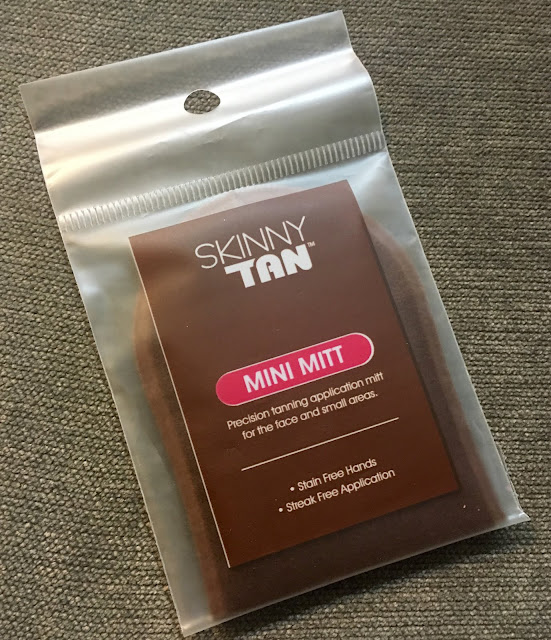 SKINNY
TAN™
MINI MITT
Precision tanning application mitt
for the face and small areas.
• Stain Free Hands
• Streak Free Application